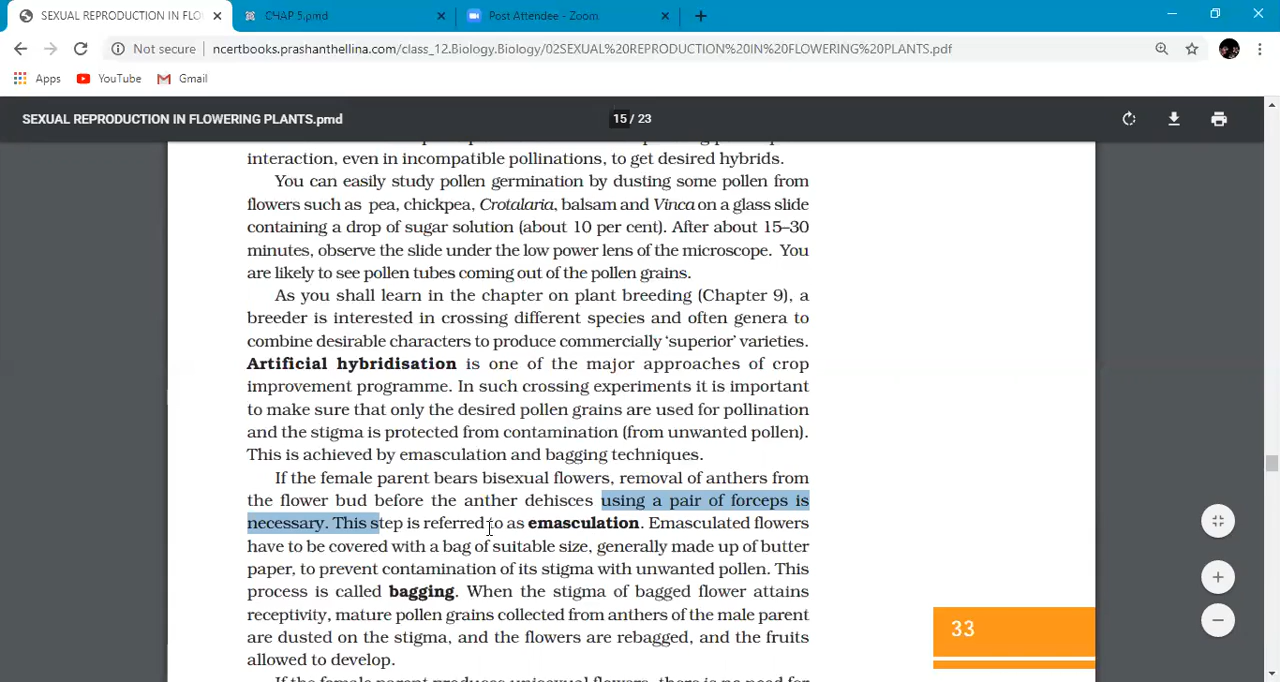 SEXUAL REPRODUCTION IN FLO
CHAP 5.pmd
Post Attendee - Zoom
Not secure
ncertbooks.prashanthellina.com/class_12.Biology.Biology/02SEXUAL%20REPRODUCTION%20IN%20FLOWERING%20PLANTS.pdf
Apps
YouTube
Gmail
SEXUAL REPRODUCTION IN FLOWERING PLANTS.pmd
15 / 23
interaction, even in incompatible pollinations, to get desired hybrids.
You can easily study pollen germination by dusting some pollen from
flowers such as pea, chickpea, Crotalaria, balsam and Vinca on a glass slide
containing a drop of sugar solution (about 10 per cent). After about 15–30
minutes, observe the slide under the low power lens of the microscope. You
are likely to see pollen tubes coming out of the pollen grains.
As you shall learn in the chapter on plant breeding (Chapter 9), a
breeder is interested in crossing different species and often genera to
combine desirable characters to produce commercially ‘superior’ varieties.
Artificial hybridisation is one of the major approaches of crop
improvement programme. In such crossing experiments it is important
to make sure that only the desired pollen grains are used for pollination
and the stigma is protected from contamination (from unwanted pollen).
This is achieved by emasculation and bagging techniques.
If the female parent bears bisexual flowers, removal of anthers from
the flower bud before the anther dehisces using a pair of forceps is
necessary. This step is referred to as emasculation. Emasculated flowers
have to be covered with a bag of suitable size, generally made up of butter
paper, to prevent contamination of its stigma with unwanted pollen. This
process is called bagging. When the stigma of bagged flower attains
receptivity, mature pollen grains collected from anthers of the male parent
are dusted on the stigma, and the flowers are rebagged, and the fruits
allowed to develop.
If the female parent produces unisexual flowers, there is no need for
33